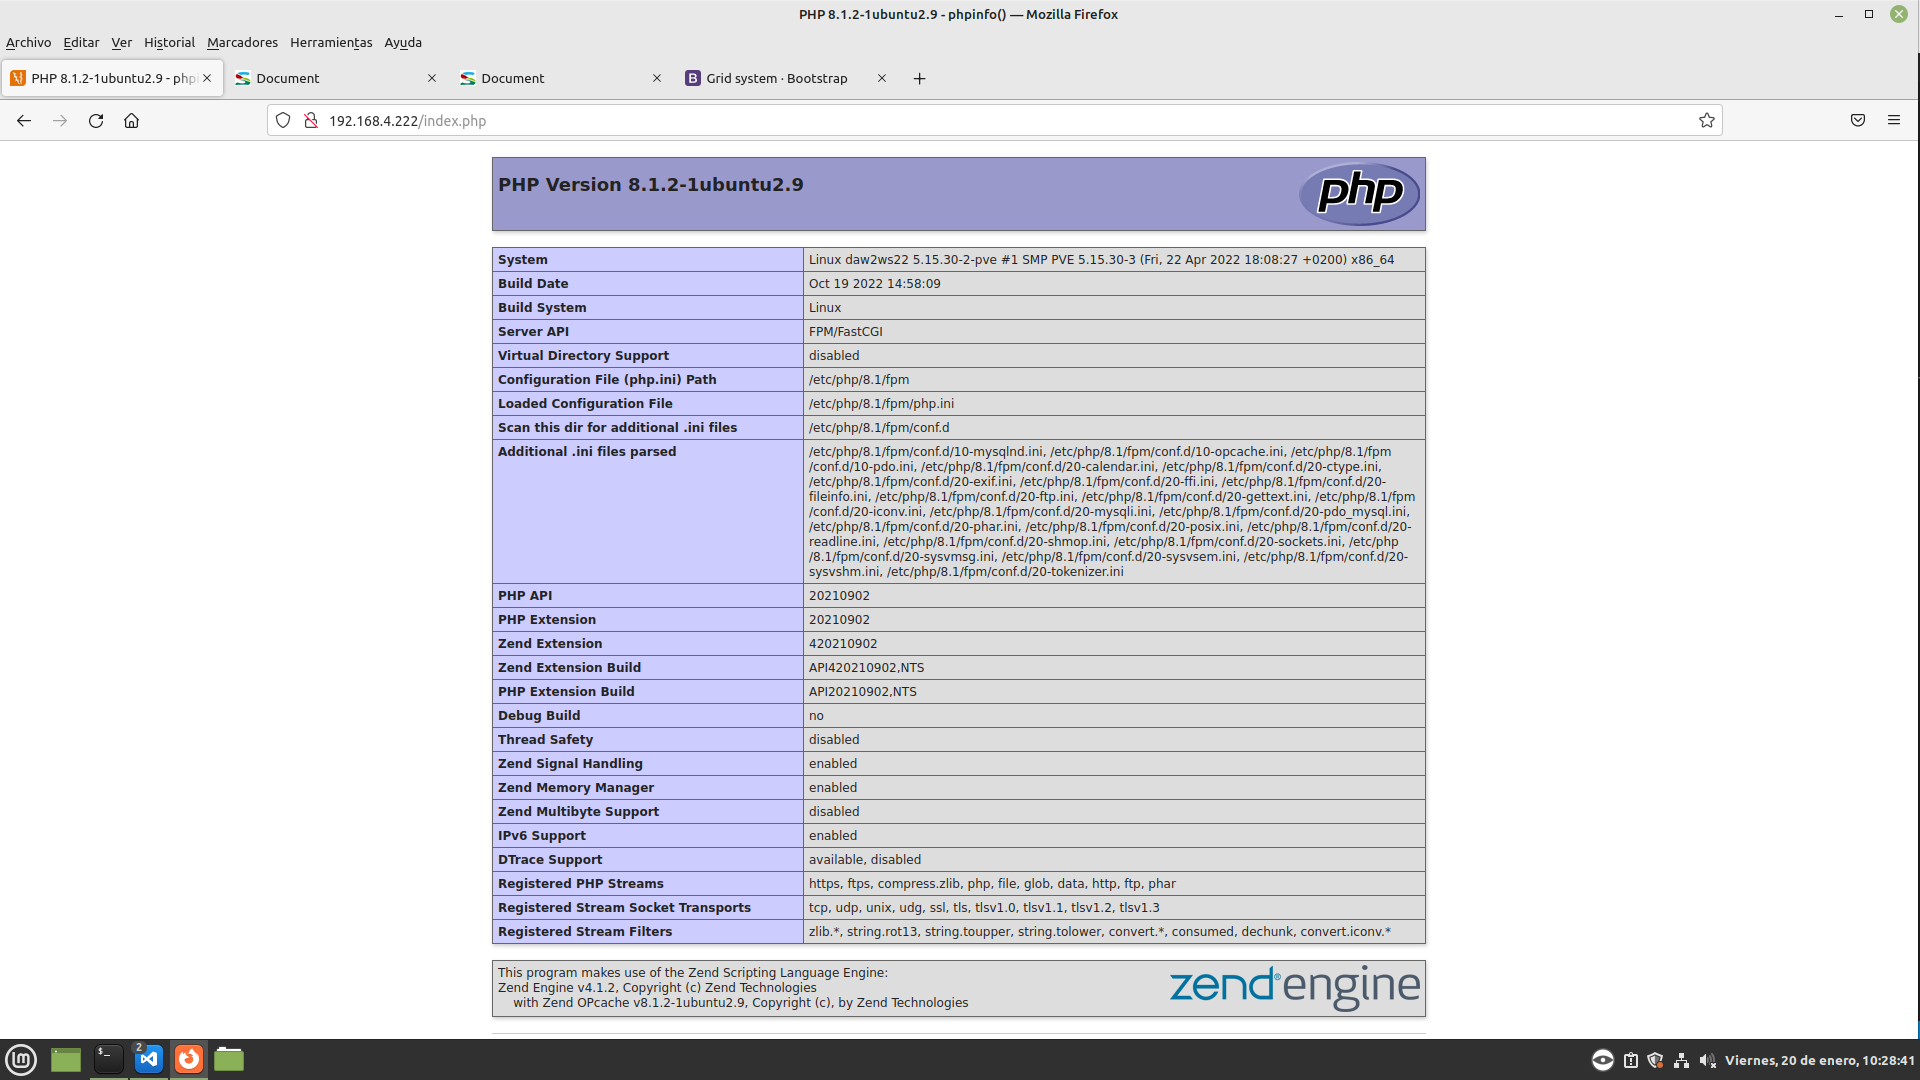 PHP 8.1.2-1ubuntu2.9 - phpinfo() — Mozilla Firefox
Archivo Editar Ver Historial Marcadores Herramientas Ayuda
PHP 8.1.2-1ubuntu2.9 - phpi Document Document B Grid system · Bootstrap
192.168.4.222/index.php
PHP Version 8.1.2-1ubuntu2.9
php
System Linux daw2ws22 5.15.30-2-pve #1 SMP PVE 5.15.30-3 (Fri, 22 Apr 2022 18:08:27 +0200) x86_64
Build Date Oct 19 2022 14:58:09
Build System Linux
Server API FPM/FastCGI
Virtual Directory Support disabled
Configuration File (php.ini) Path /etc/php/8.1/fpm
Loaded Configuration File /etc/php/8.1/fpm/php.ini
Scan this dir for additional .ini files /etc/php/8.1/fpm/conf.d
Additional .ini files parsed /etc/php/8.1/fpm/conf.d/10-mysqlnd.ini, /etc/php/8.1/fpm/conf.d/10-opcache.ini, /etc/php/8.1/fpm
/conf.d/10-pdo.ini, /etc/php/8.1/fpm/conf.d/20-calendar.ini, /etc/php/8.1/fpm/conf.d/20-ctype.ini,
/etc/php/8.1/fpm/conf.d/20-exif.ini, /etc/php/8.1/fpm/conf.d/20-ffi.ini, /etc/php/8.1/fpm/conf.d/20-
fileinfo.ini, /etc/php/8.1/fpm/conf.d/20-ftp.ini, /etc/php/8.1/fpm/conf.d/20-gettext.ini, /etc/php/8.1/fpm
/conf.d/20-iconv.ini, /etc/php/8.1/fpm/conf.d/20-mysqli.ini, /etc/php/8.1/fpm/conf.d/20-pdo_mysql.ini,
/etc/php/8.1/fpm/conf.d/20-phar.ini, /etc/php/8.1/fpm/conf.d/20-posix.ini, /etc/php/8.1/fpm/conf.d/20-
readline.ini, /etc/php/8.1/fpm/conf.d/20-shmop.ini, /etc/php/8.1/fpm/conf.d/20-sockets.ini, /etc/php
/8.1/fpm/conf.d/20-sysvmsg.ini, /etc/php/8.1/fpm/conf.d/20-sysvsem.ini, /etc/php/8.1/fpm/conf.d/20-
sysvshm.ini, /etc/php/8.1/fpm/conf.d/20-tokenizer.ini
PHP API 20210902
PHP Extension 20210902
Zend Extension 420210902
Zend Extension Build API420210902,NTS
PHP Extension Build API20210902,NTS
Debug Build no
Thread Safety disabled
Zend Signal Handling enabled
Zend Memory Manager enabled
Zend Multibyte Support disabled
IPv6 Support enabled
DTrace Support available, disabled
Registered PHP Streams https, ftps, compress.zlib, php, file, glob, data, http, ftp, phar
Registered Stream Socket Transports tcp, udp, unix, udg, ssl, tls, tlsv1.0, tlsv1.1, tlsv1.2, tlsv1.3
Registered Stream Filters zlib.*, string.rot13, string.toupper, string.tolower, convert.*, consumed, dechunk, convert.iconv.*
This program makes use of the Zend Scripting Language Engine:
Zend Engine v4.1.2, Copyright (c) Zend Technologies
with Zend OPcache v8.1.2-1ubuntu2.9, Copyright (c), by Zend Technologies
zend® engine
2
Viernes, 20 de enero, 10:28:41